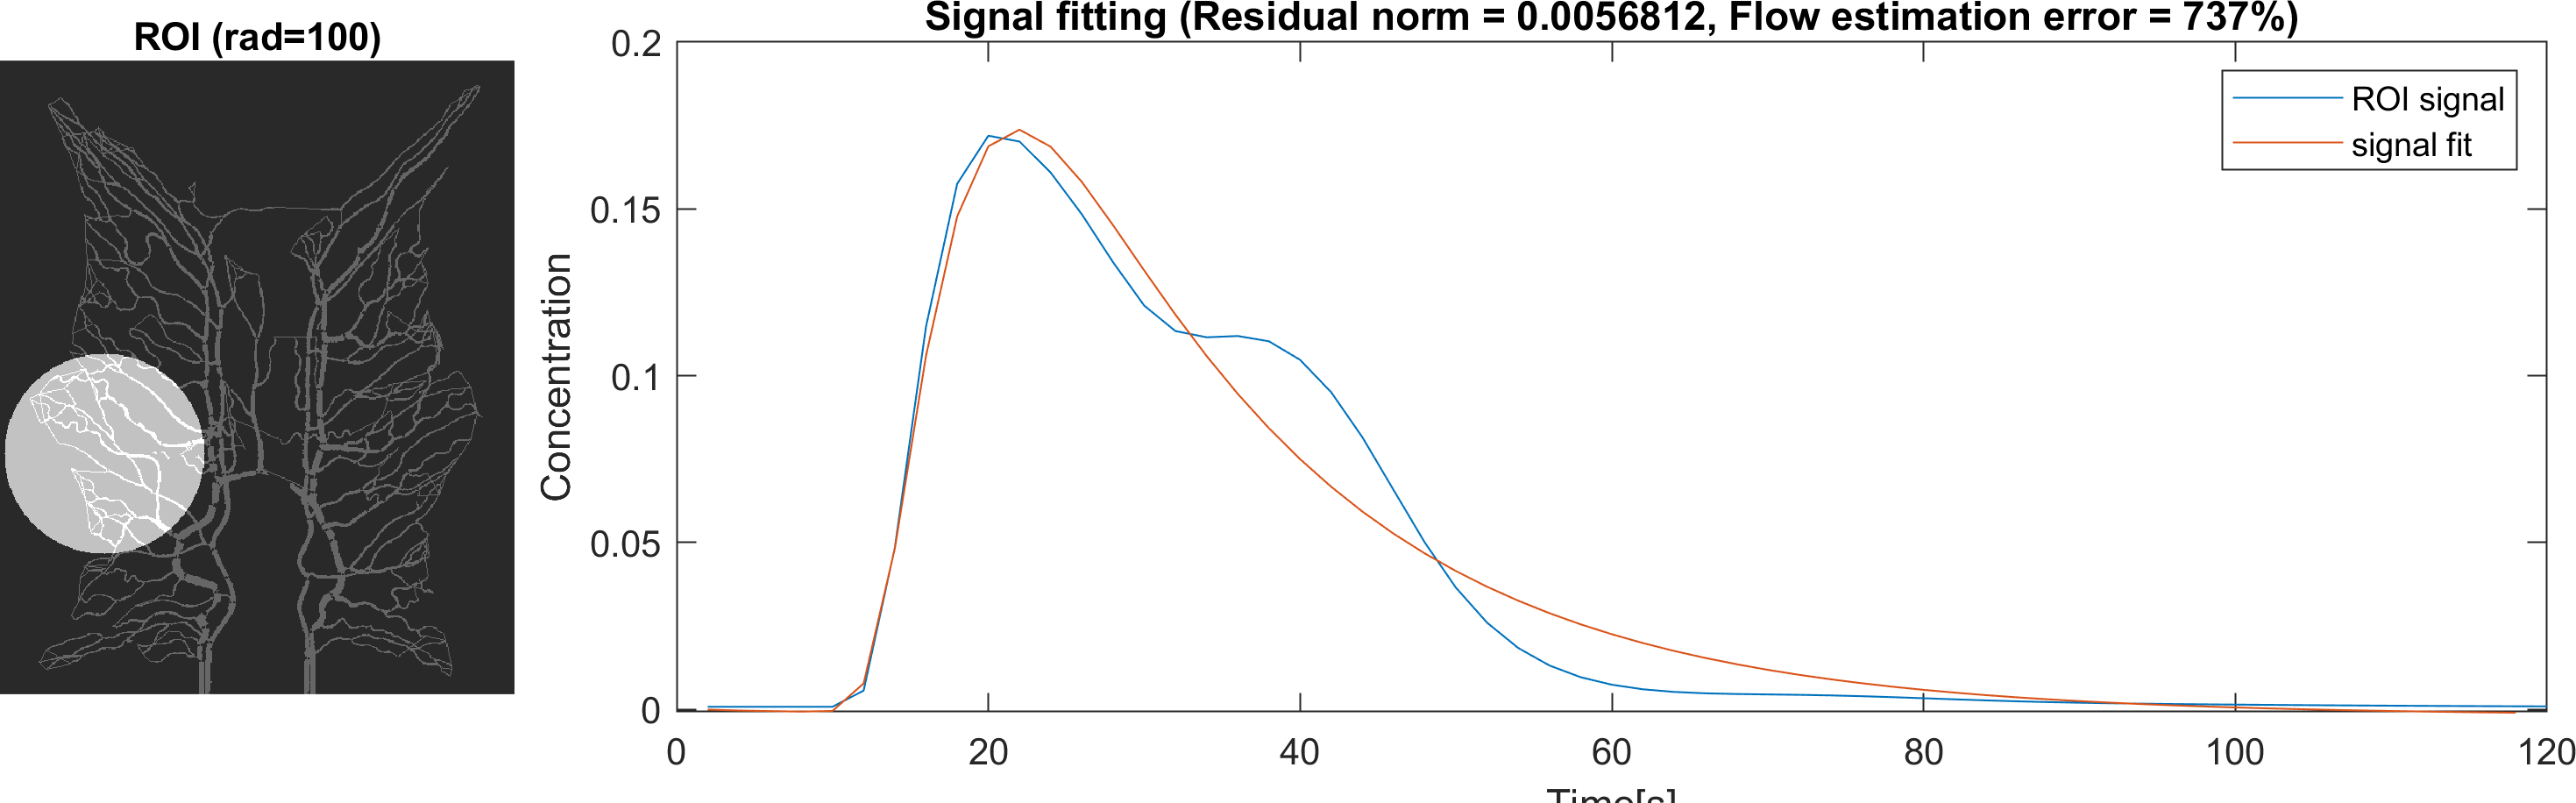 ROI (rad=100)
Signal fitting (Residual norm = 0.0056812, Flow estimation error = 737%)
0.2
0.15
0.1
0.05
0
Concentration
ROI signal
signal fit
0 20 40 60 80 100 120
Time[s]